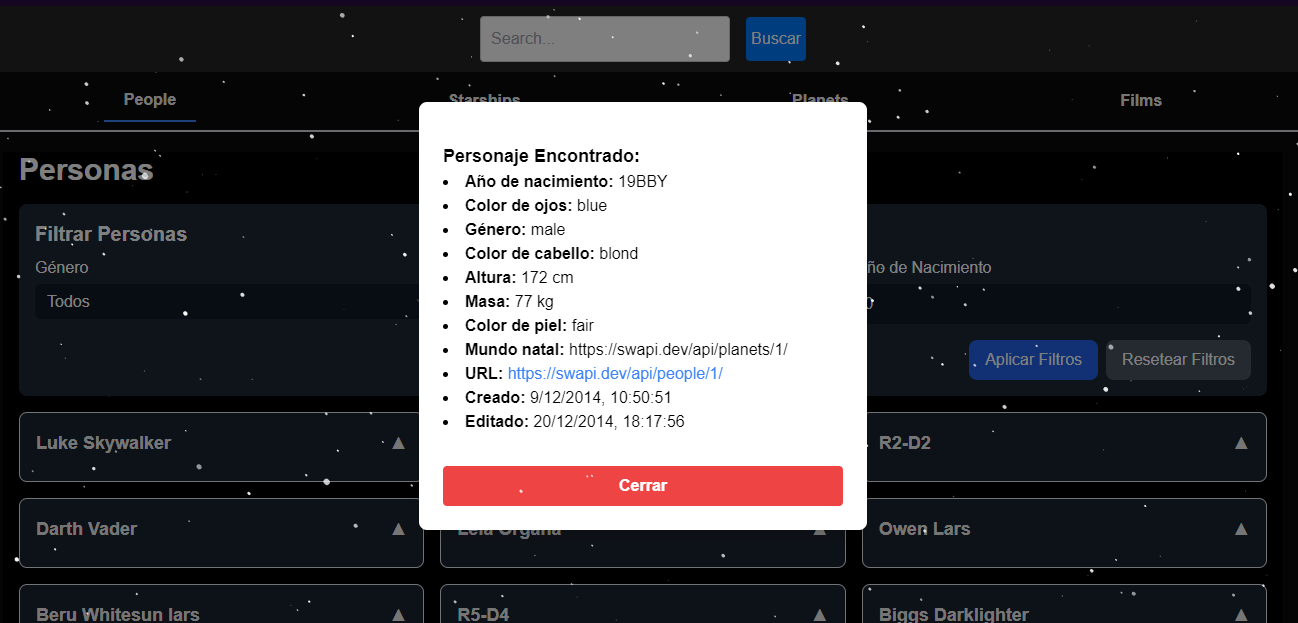 Search...
Buscar
People
Starships
Planets
Films
Personas
Filtrar Personas
Género
Todos
ño de Nacimiento
Aplicar Filtros
Resetear Filtros
Personaje Encontrado:
Año de nacimiento: 19BBY
Color de ojos: blue
Género: male
Color de cabello: blond
Altura: 172 cm
Masa: 77 kg
Color de piel: fair
Mundo natal: https://swapi.dev/api/planets/1/
URL: https://swapi.dev/api/people/1/
Creado: 9/12/2014, 10:50:51
Editado: 20/12/2014, 18:17:56
Cerrar
Luke Skywalker
R2-D2
Darth Vader
Leia Organa
Owen Lars
Beru Whitesun lars
R5-D4
Biggs Darklighter